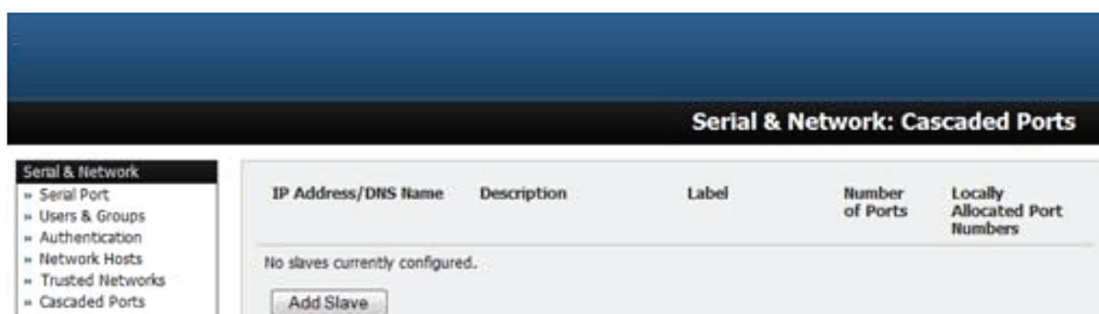 Serial & Network: Cascaded Ports
Serial & Network
» Serial Port
» Users & Groups
» Authentication
» Network Hosts
» Trusted Networks
» Cascaded Ports
IP Address/DNS Name Description Label Number of Ports Locally Allocated Port Numbers
No slaves currently configured.
Add Slave